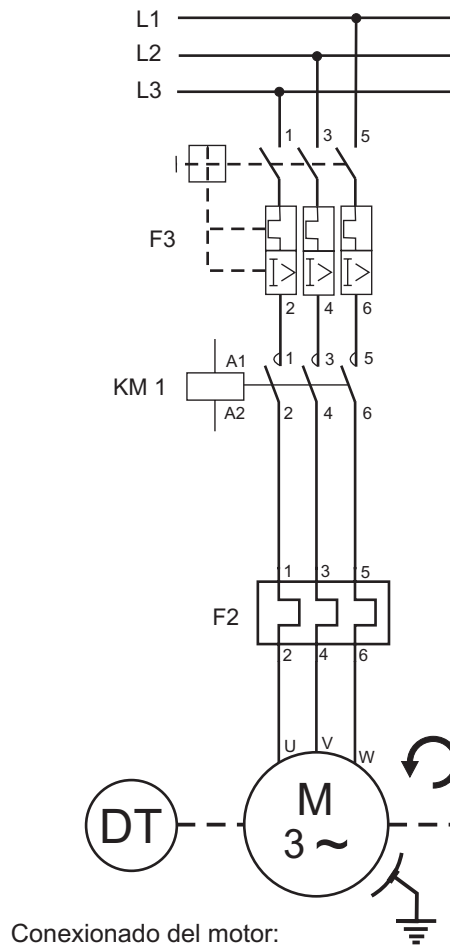 L1
L2
L3
1 3 5
F3
I> I> I>
2 4 6
A1 1 3 5
KM 1
A2 2 4 6
1 3 5
F2
2 4 6
U V W
M
DT
3 ~
Conexionado del motor: